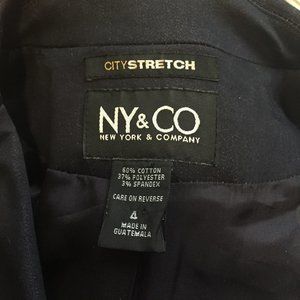 CITYSTRETCH
NY&CO
NEW YORK & COMPANY
60% COTTON
37% POLYESTER
3% SPANDEX
CARE ON REVERSE
4
MADE IN
GUATEMALA